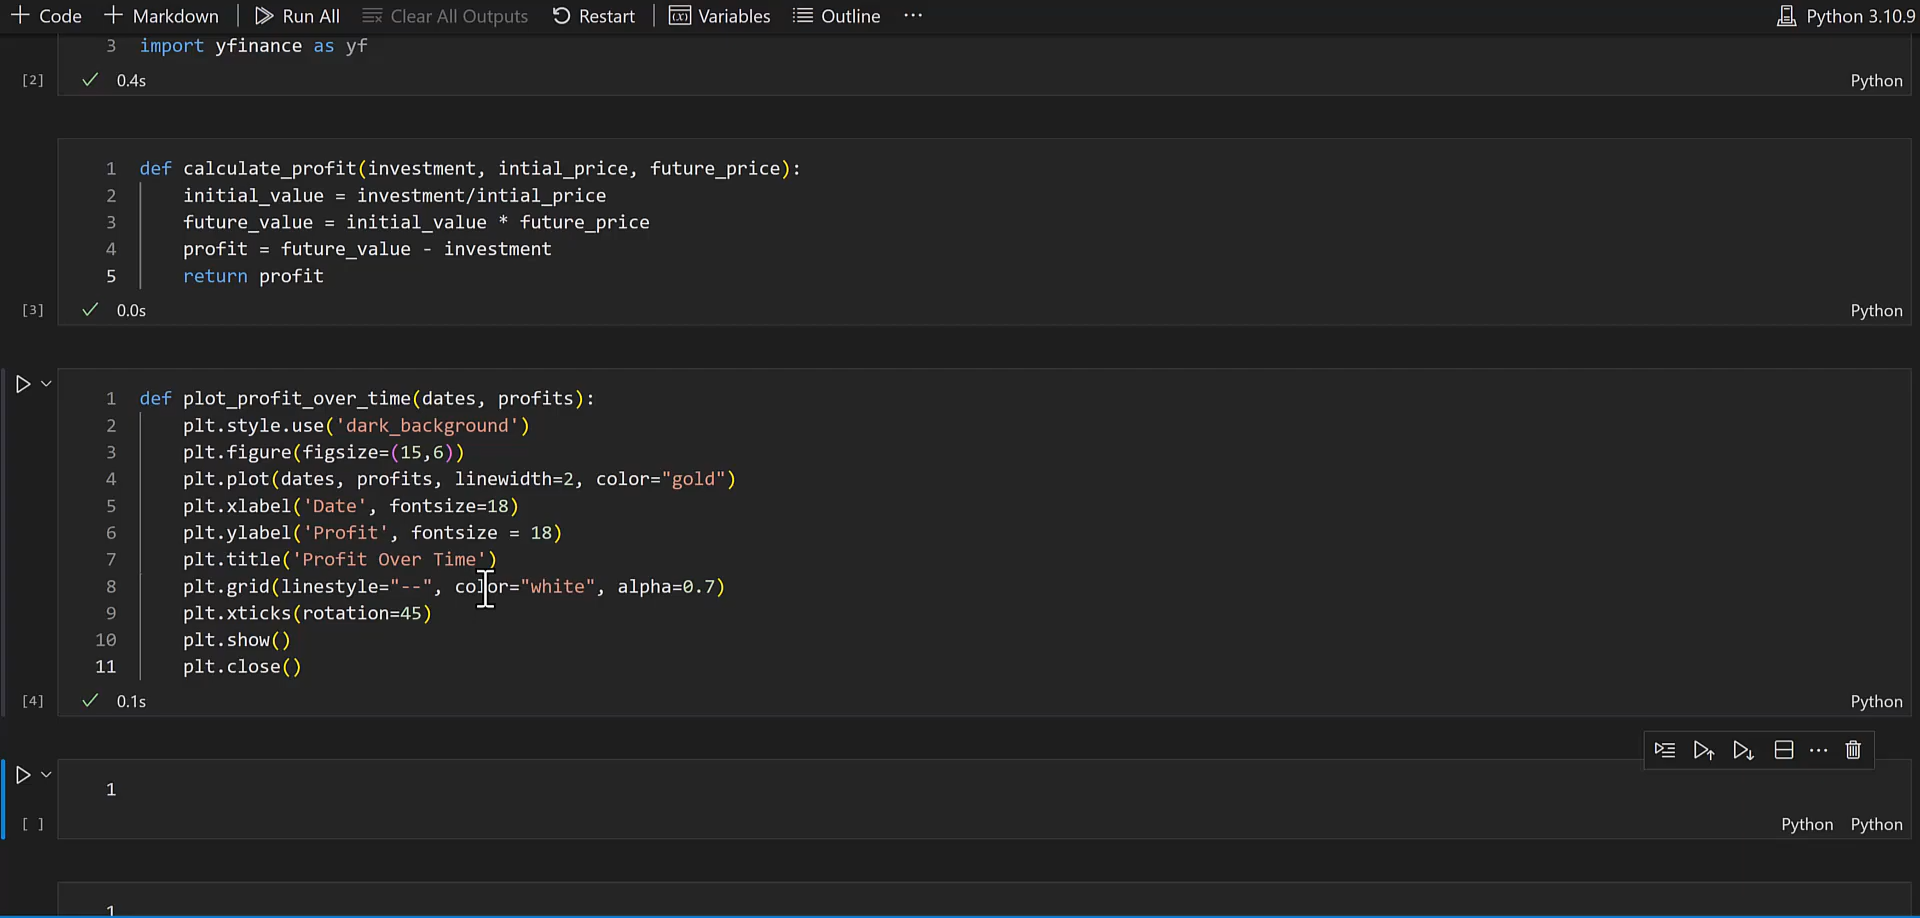 Code Markdown Run All Clear All Outputs Restart Variables Outline ··· Python 3.10.9
3 import yfinance as yf
[2] 0.4s Python
1 def calculate_profit(investment, intial_price, future_price):
2 initial_value = investment/intial_price
3 future_value = initial_value * future_price
4 profit = future_value - investment
5 return profit
[3] 0.0s Python
1 def plot_profit_over_time(dates, profits):
2 plt.style.use('dark_background')
3 plt.figure(figsize=(15,6))
4 plt.plot(dates, profits, linewidth=2, color="gold")
5 plt.xlabel('Date', fontsize=18)
6 plt.ylabel('Profit', fontsize = 18)
7 plt.title('Profit Over Time')
8 plt.grid(linestyle="--", color="white", alpha=0.7)
9 plt.xticks(rotation=45)
10 plt.show()
11 plt.close()
[4] 0.1s Python
1
[ ] Python Python
1